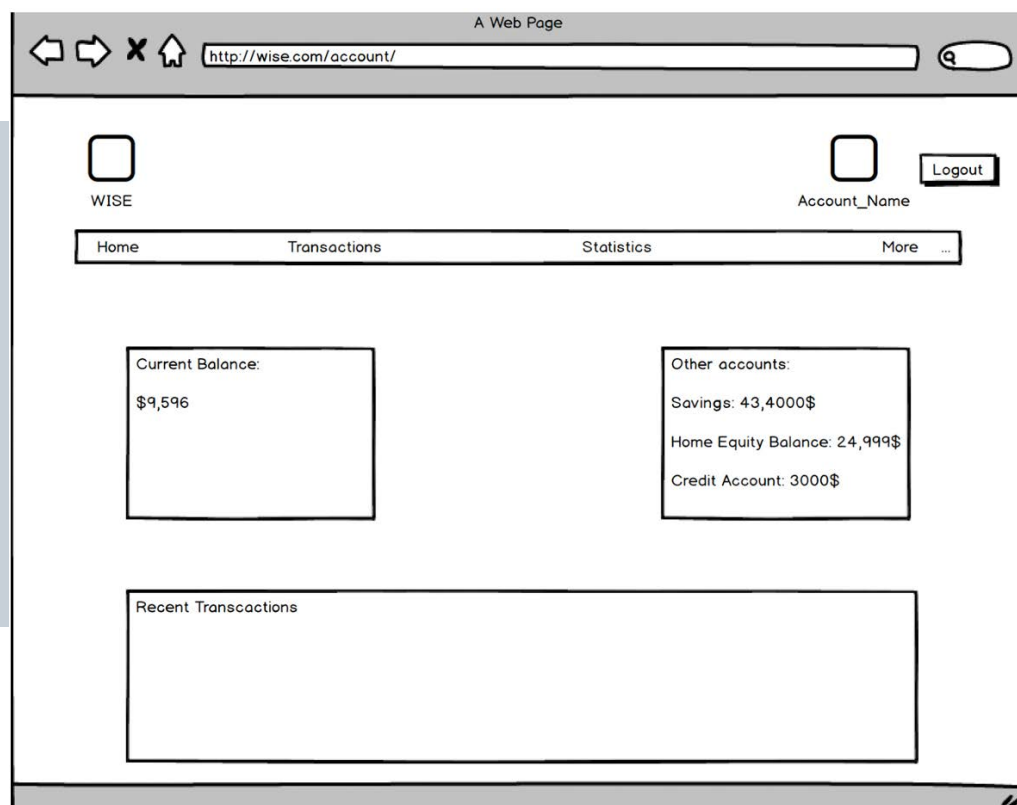 A Web Page
http://wise.com/account/
WISE
Account_Name
Logout
Home Transactions Statistics More ...
Current Balance:
$9,596
Other accounts:
Savings: 43,4000$
Home Equity Balance: 24,999$
Credit Account: 3000$
Recent Transcactions